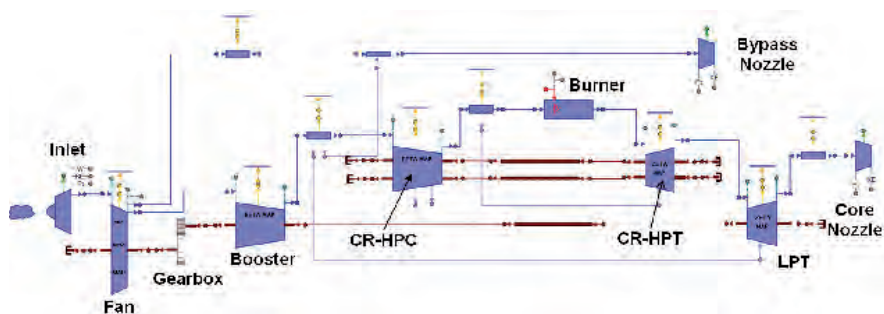 Bypass
Nozzle
Burner
Inlet
CR-HPC
CR-HPT
Core
Nozzle
Gearbox
Booster
LPT
Fan